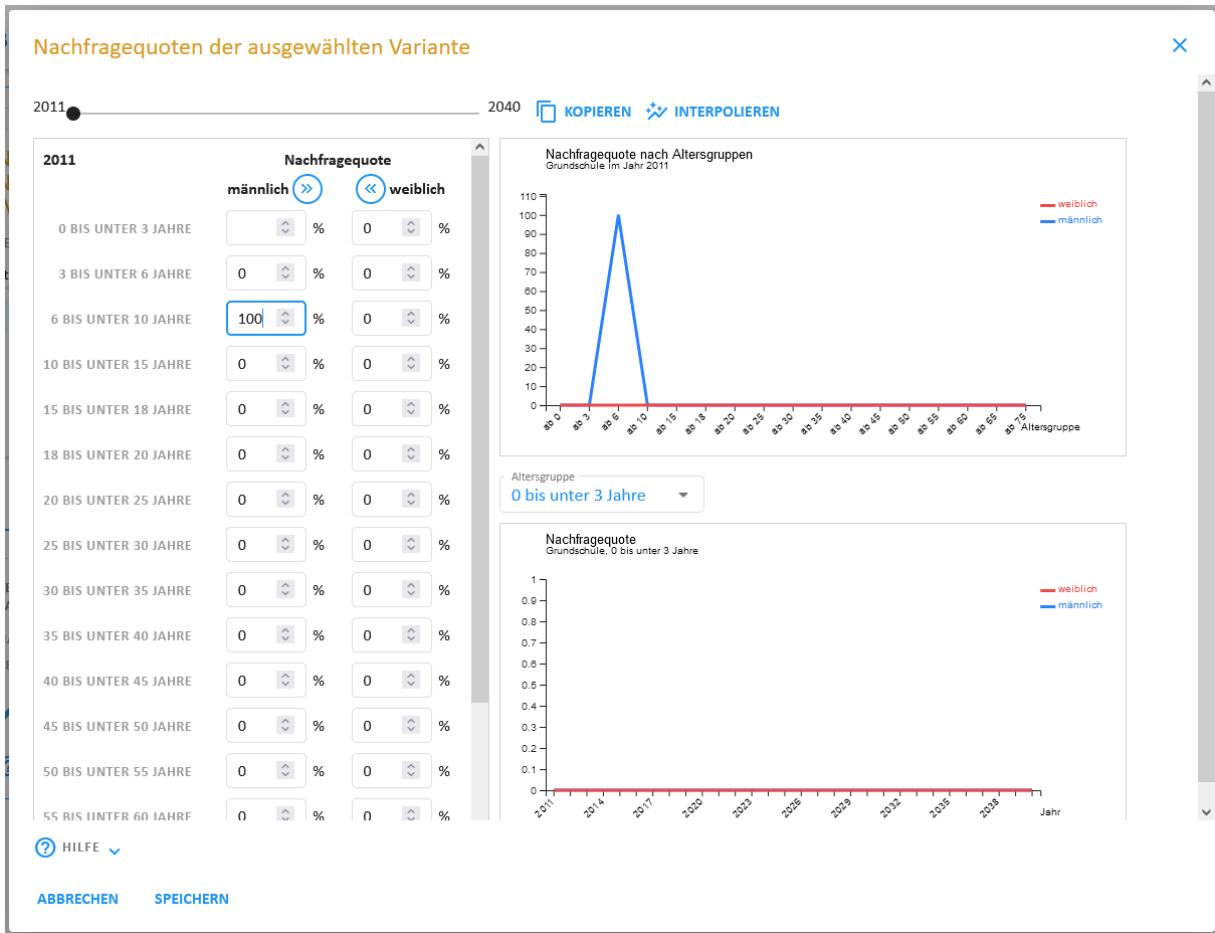 Nachfragequoten der ausgewählten Variante
2011 2040 KOPIEREN INTERPOLIEREN
2011 Nachfragequote
männlich weiblich
0 BIS UNTER 3 JAHRE % 0 %
3 BIS UNTER 6 JAHRE 0 % 0 %
6 BIS UNTER 10 JAHRE 100 % 0 %
10 BIS UNTER 15 JAHRE 0 % 0 %
15 BIS UNTER 18 JAHRE 0 % 0 %
18 BIS UNTER 20 JAHRE 0 % 0 %
20 BIS UNTER 25 JAHRE 0 % 0 %
25 BIS UNTER 30 JAHRE 0 % 0 %
30 BIS UNTER 35 JAHRE 0 % 0 %
35 BIS UNTER 40 JAHRE 0 % 0 %
40 BIS UNTER 45 JAHRE 0 % 0 %
45 BIS UNTER 50 JAHRE 0 % 0 %
50 BIS UNTER 55 JAHRE 0 % 0 %
55 BIS UNTER 60 JAHRE 0 % 0 %
Nachfragequote nach Altersgruppen
Grundschule im Jahr 2011
weiblich
männlich
110
100
90
80
70
60
50
40
30
20
10
0
ab 0 ab 3 ab 6 ab 10 ab 15 ab 18 ab 20 ab 25 ab 30 ab 35 ab 40 ab 45 ab 50 ab 55 ab 60 ab 65 ab 75
Altersgruppe
Altersgruppe
0 bis unter 3 Jahre
Nachfragequote
Grundschule, 0 bis unter 3 Jahre
weiblich
männlich
1
0.9
0.8
0.7
0.6
0.5
0.4
0.3
0.2
0.1
0
2011 2014 2017 2020 2023 2026 2029 2032 2035 2038
Jahr
HILFE
ABBRECHEN SPEICHERN